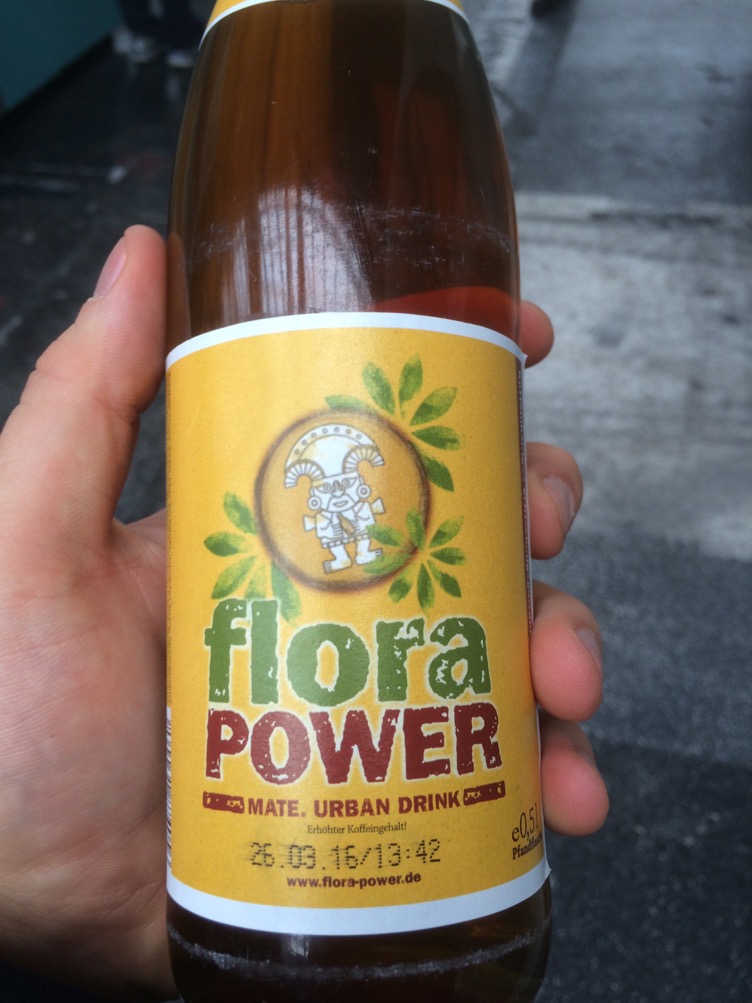 flora
POWER
MATE. URBAN DRINK
Erhöhter Koffeingehalt!
26.03.16/13:42
www.flora-power.de
e0,5l